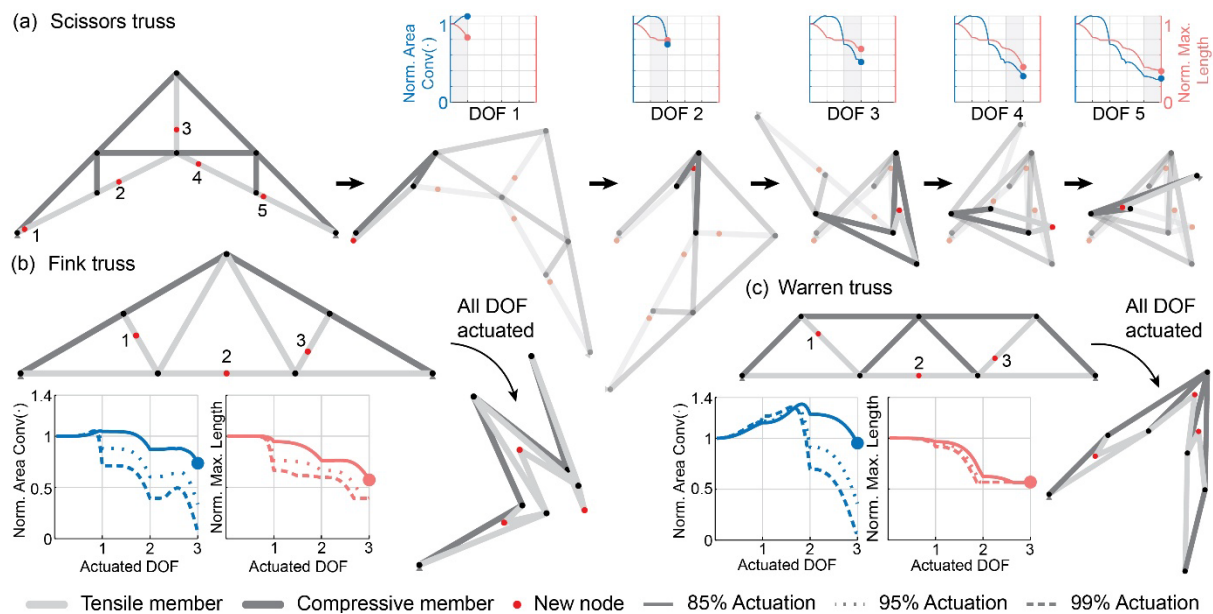 (a) Scissors truss
Norm. Area
Conv(·)
1
0
DOF 1
DOF 2
DOF 3
DOF 4
DOF 5
1
0
Norm. Max.
Length
3
2
4
5
1
(b) Fink truss
1
2
3
All DOF
actuated
Norm. Area Conv(·)
1.4
1
0.5
0
1
2
3
Actuated DOF
Norm. Max. Length
1
2
3
Actuated DOF
(c) Warren truss
1
2
3
All DOF
actuated
Norm. Area Conv(·)
1.4
1
0.5
0
1
2
3
Actuated DOF
Norm. Max. Length
1
2
3
Actuated DOF
Tensile member
Compressive member
New node
85% Actuation
95% Actuation
99% Actuation